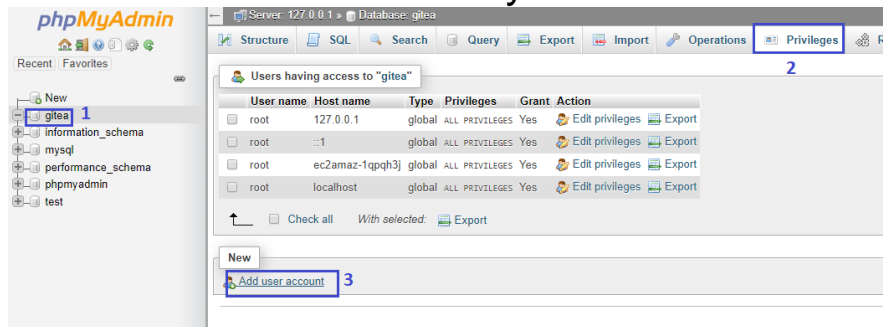 phpMyAdmin
Recent Favorites
New
gitea 1
information_schema
mysql
performance_schema
phpmyadmin
test
Server: 127.0.0.1 » Database: gitea
Structure SQL Search Query Export Import Operations Privileges
2
Users having access to "gitea"
User name Host name Type Privileges Grant Action
root 127.0.0.1 global ALL PRIVILEGES Yes Edit privileges Export
root ::1 global ALL PRIVILEGES Yes Edit privileges Export
root ec2amaz-1qpqh3j global ALL PRIVILEGES Yes Edit privileges Export
root localhost global ALL PRIVILEGES Yes Edit privileges Export
Check all With selected: Export
New
Add user account 3